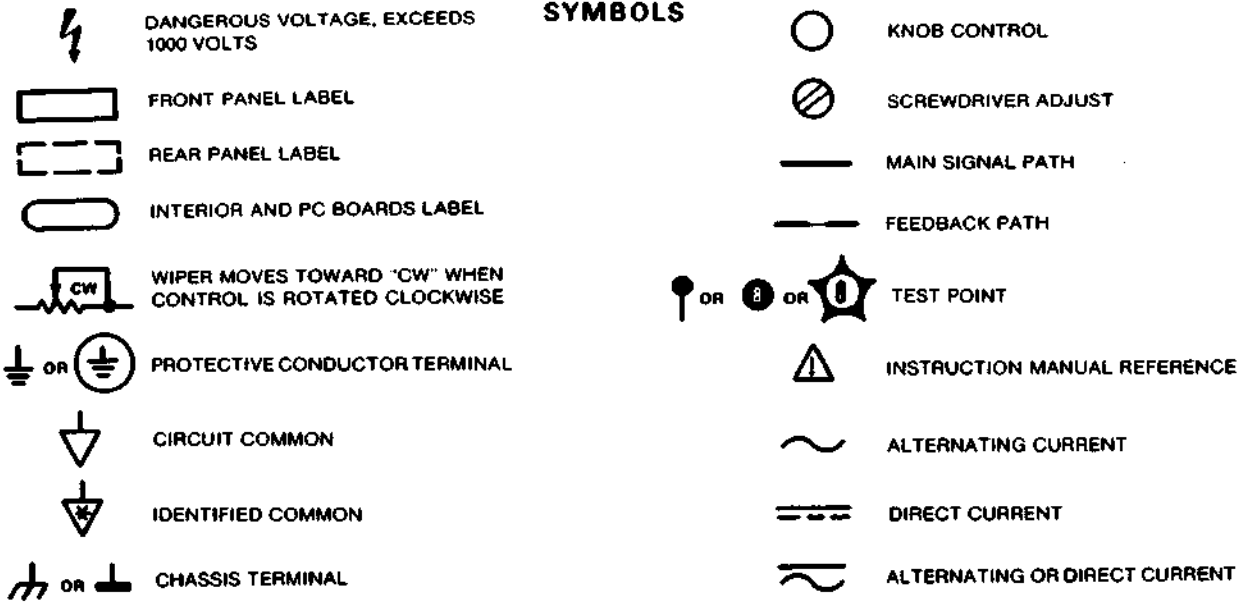 SYMBOLS
DANGEROUS VOLTAGE, EXCEEDS
1000 VOLTS
FRONT PANEL LABEL
REAR PANEL LABEL
INTERIOR AND PC BOARDS LABEL
CW
WIPER MOVES TOWARD "CW" WHEN
CONTROL IS ROTATED CLOCKWISE
OR
PROTECTIVE CONDUCTOR TERMINAL
CIRCUIT COMMON
IDENTIFIED COMMON
OR
CHASSIS TERMINAL
KNOB CONTROL
SCREWDRIVER ADJUST
MAIN SIGNAL PATH
FEEDBACK PATH
OR OR
TEST POINT
INSTRUCTION MANUAL REFERENCE
ALTERNATING CURRENT
DIRECT CURRENT
ALTERNATING OR DIRECT CURRENT